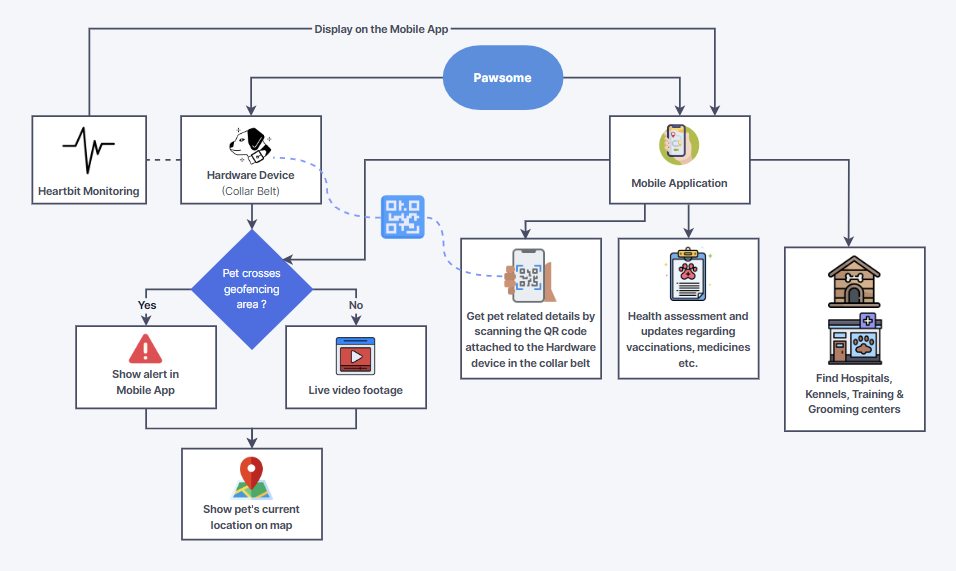 Display on the Mobile App
Pawsome
Heartbit Monitoring
Hardware Device
(Collar Belt)
Mobile Application
Pet crosses
geofencing
area ?
Yes
No
Show alert in
Mobile App
Live video footage
Get pet related details by
scanning the QR code
attached to the Hardware
device in the collar belt
Health assessment and
updates regarding
vaccinations, medicines
etc.
Find Hospitals,
Kennels, Training &
Grooming centers
Show pet's current
location on map